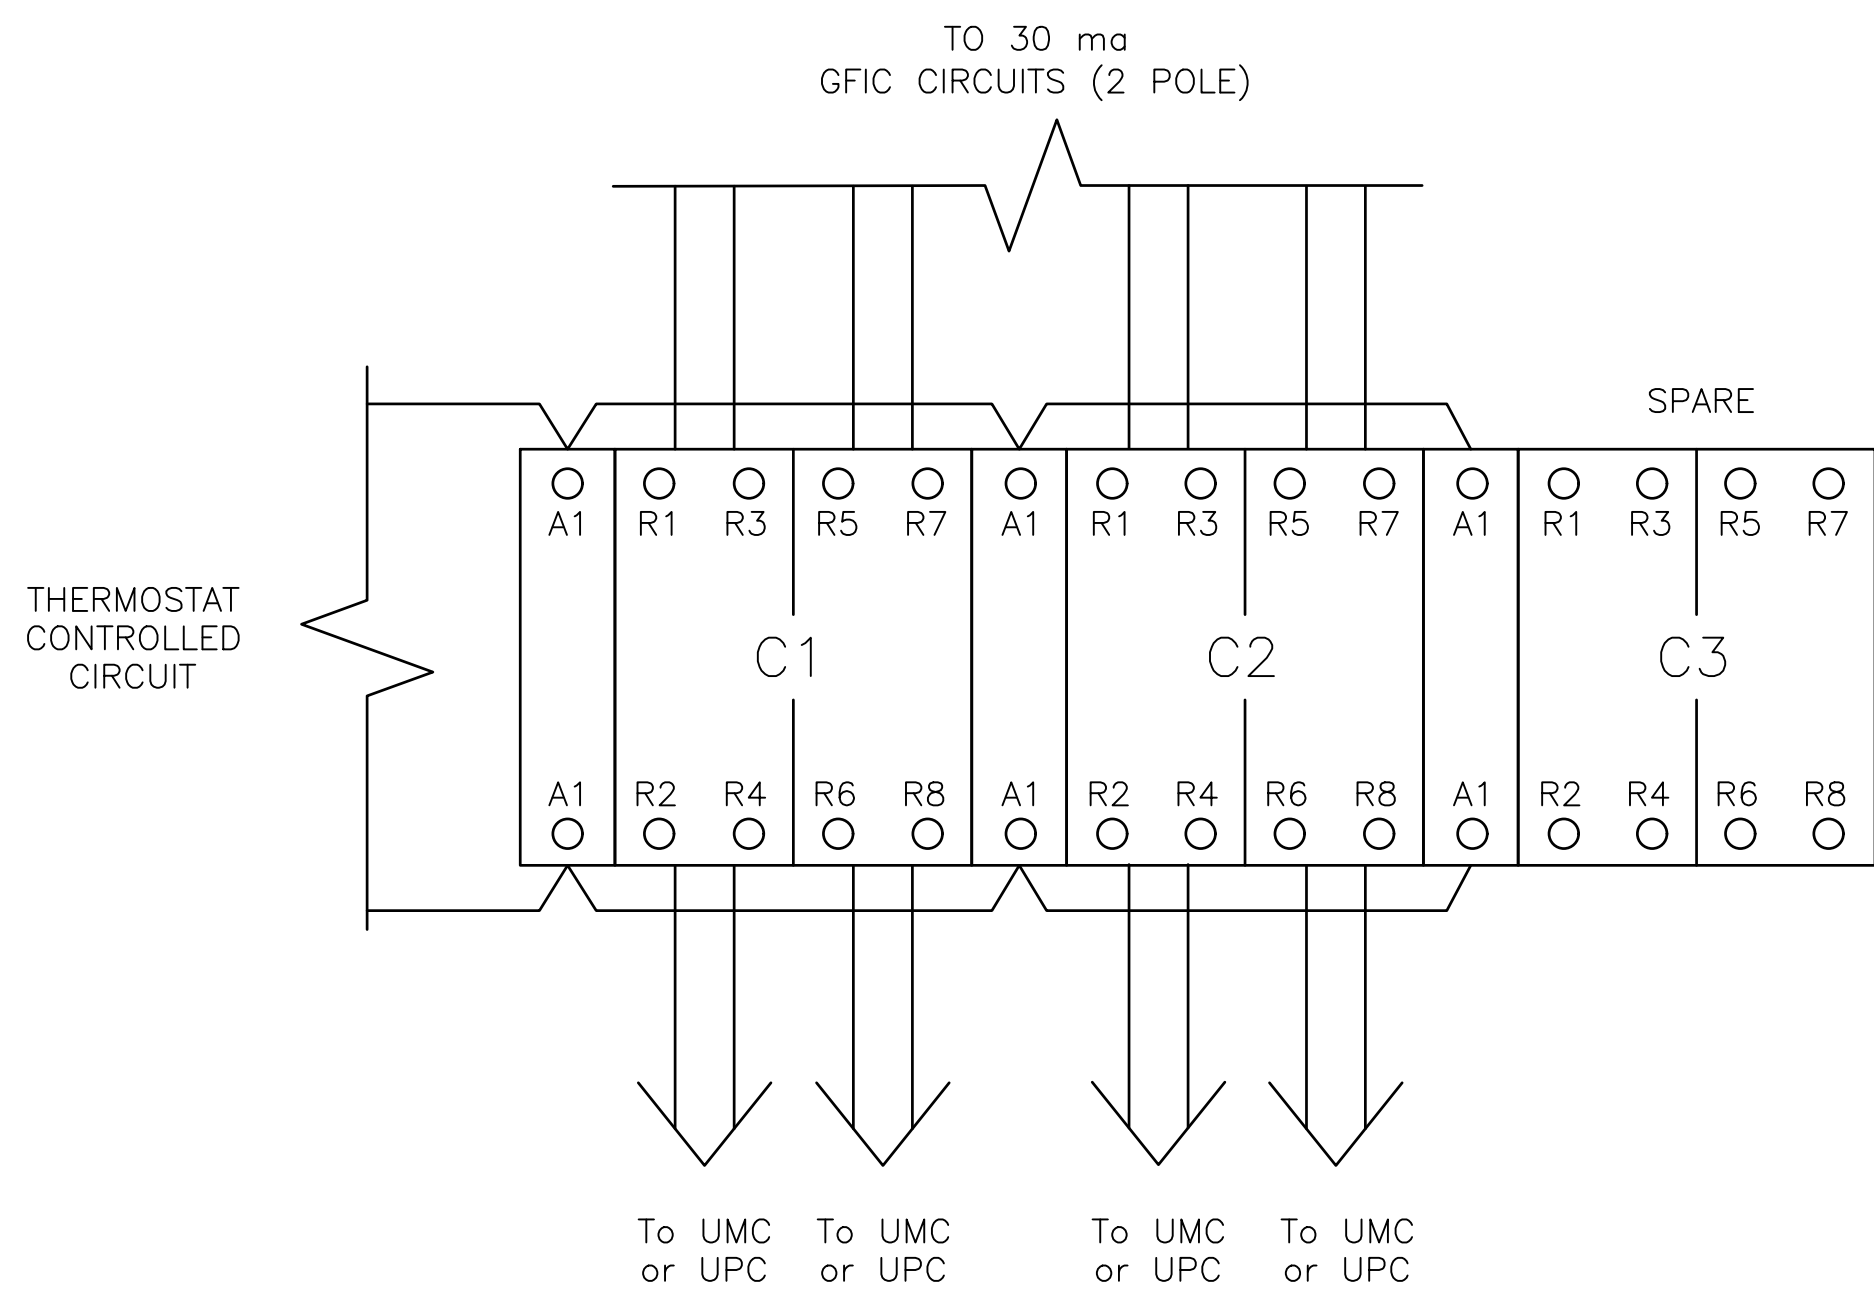 TO 30 ma
GFIC CIRCUITS (2 POLE)
SPARE
A1 R1 R3 R5 R7 A1 R1 R3 R5 R7 A1 R1 R3 R5 R7
THERMOSTAT
CONTROLLED
CIRCUIT
C1 C2 C3
A1 R2 R4 R6 R8 A1 R2 R4 R6 R8 A1 R2 R4 R6 R8
To UMC To UMC To UMC To UMC
or UPC or UPC or UPC or UPC